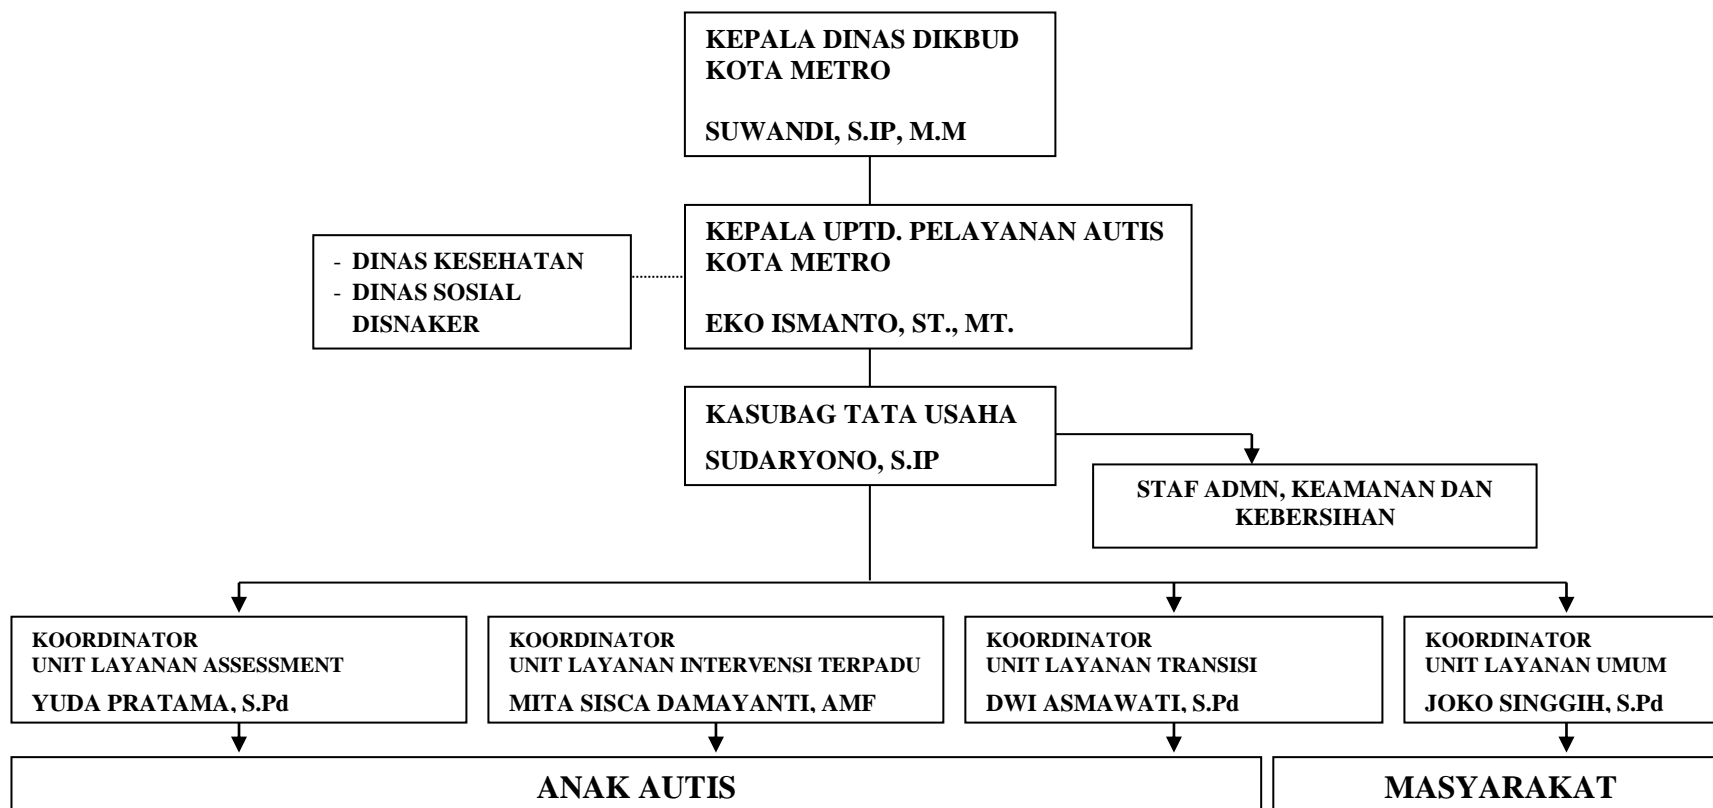 KEPALA DINAS DIKBUD
KOTA METRO
SUWANDI, S.IP, M.M
KEPALA UPTD. PELAYANAN AUTIS
KOTA METRO
EKO ISMANTO, ST., MT.
- DINAS KESEHATAN
- DINAS SOSIAL
DISNAKER
KASUBAG TATA USAHA
SUDARYONO, S.IP
STAF ADMN, KEAMANAN DAN
KEBERSIHAN
KOORDINATOR
UNIT LAYANAN ASSESSMENT
YUDA PRATAMA, S.Pd
KOORDINATOR
UNIT LAYANAN INTERVENSI TERPADU
MITA SISCA DAMAYANTI, AMF
KOORDINATOR
UNIT LAYANAN TRANSISI
DWI ASMAWATI, S.Pd
KOORDINATOR
UNIT LAYANAN UMUM
JOKO SINGGIH, S.Pd
ANAK AUTIS
MASYARAKAT